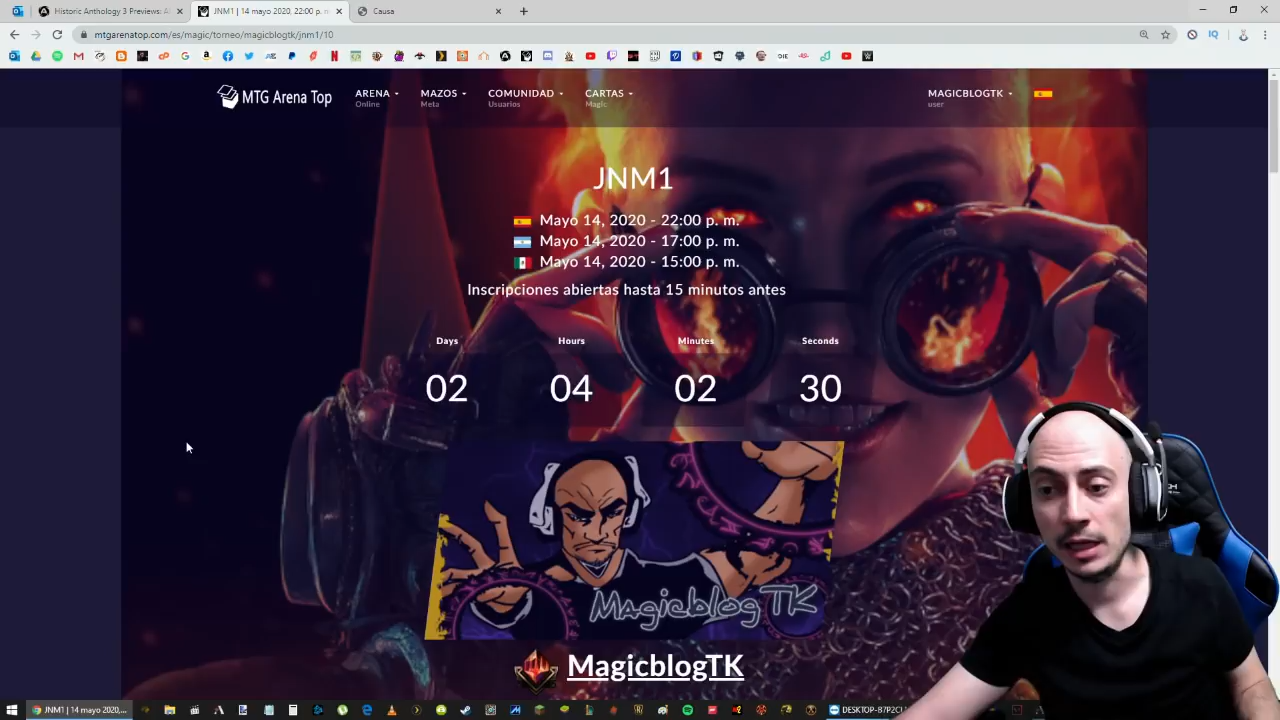 Historic Anthology 3 Previews: Al
JNM1 | 14 mayo 2020, 22:00 p. m.
Causa
mtgarenatop.com/es/magic/torneo/magicblogtk/jnm1/10
MTG Arena Top
ARENA
Online
MAZOS
Meta
COMUNIDAD
Usuarios
CARTAS
Magic
MAGICBLOGTK
user
JNM1
Mayo 14, 2020 - 22:00 p. m.
Mayo 14, 2020 - 17:00 p. m.
Mayo 14, 2020 - 15:00 p. m.
Inscripciones abiertas hasta 15 minutos antes
Days
Hours
Minutes
Seconds
02
04
02
30
MagicblogTK
MagicblogTK
JNM1 | 14 mayo 2020,...
DESKTOP-87P2CU